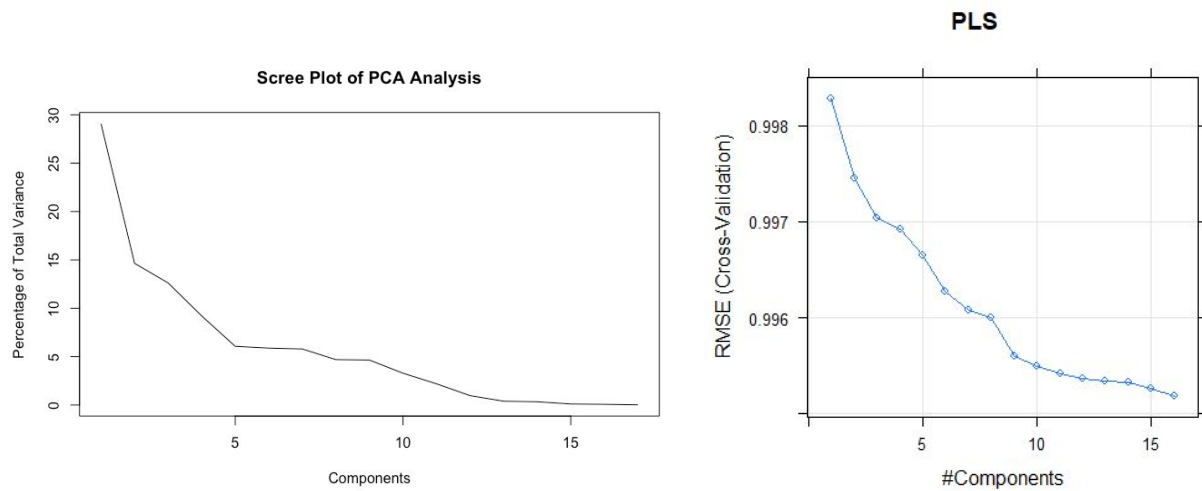 Scree Plot of PCA Analysis
Percentage of Total Variance
30
25
20
15
10
5
0
5 10 15
Components
PLS
RMSE (Cross-Validation)
0.998
0.997
0.996
5 10 15
#Components